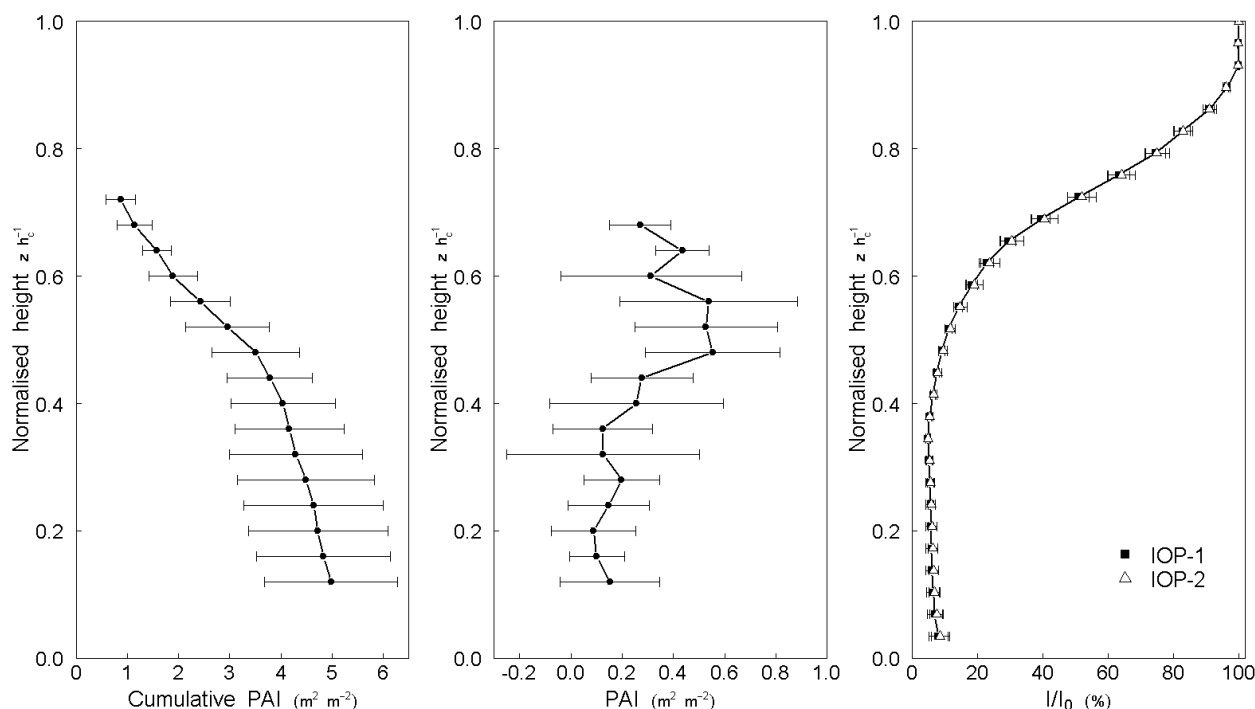 1.0
0.8
0.6
0.4
0.2
0.0
Normalised height z h_c^-1
0 1 2 3 4 5 6
Cumulative PAI (m² m⁻²)
1.0
0.8
0.6
0.4
0.2
0.0
Normalised height z h_c^-1
-0.2 0.0 0.2 0.4 0.6 0.8 1.0
PAI (m² m⁻²)
1.0
0.8
0.6
0.4
0.2
0.0
Normalised height z h_c^-1
IOP-1
IOP-2
0 20 40 60 80 100
I/I₀ (%)